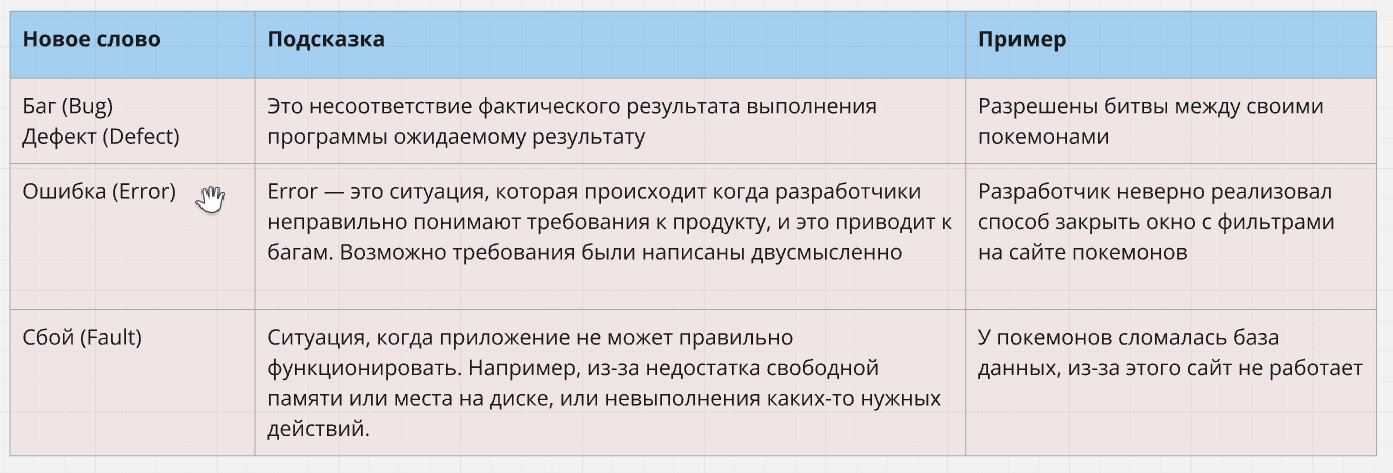 Новое слово
Подсказка
Пример
Баг (Bug)
Дефект (Defect)
Это несоответствие фактического результата выполнения
программы ожидаемому результату
Разрешены битвы между своими
покемонами
Ошибка (Error)
Error — это ситуация, которая происходит когда разработчики
неправильно понимают требования к продукту, и это приводит к
багам. Возможно требования были написаны двусмысленно
Разработчик неверно реализовал
способ закрыть окно с фильтрами
на сайте покемонов
Сбой (Fault)
Ситуация, когда приложение не может правильно
функционировать. Например, из-за недостатка свободной
памяти или места на диске, или невыполнения каких-то нужных
действий.
У покемонов сломалась база
данных, из-за этого сайт не работает